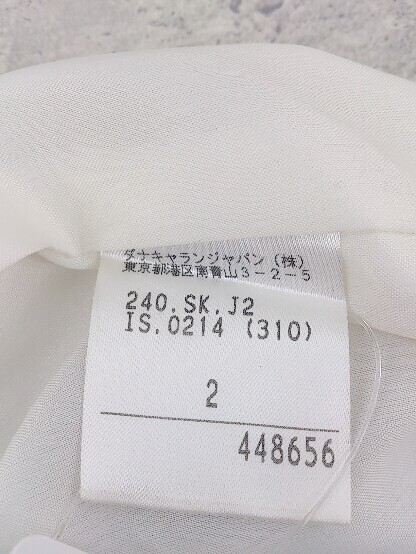 ダナキャランジャパン（株）
東京都港区南青山3－2－5
240.SK.J2
IS.0214 (310)
2
448656